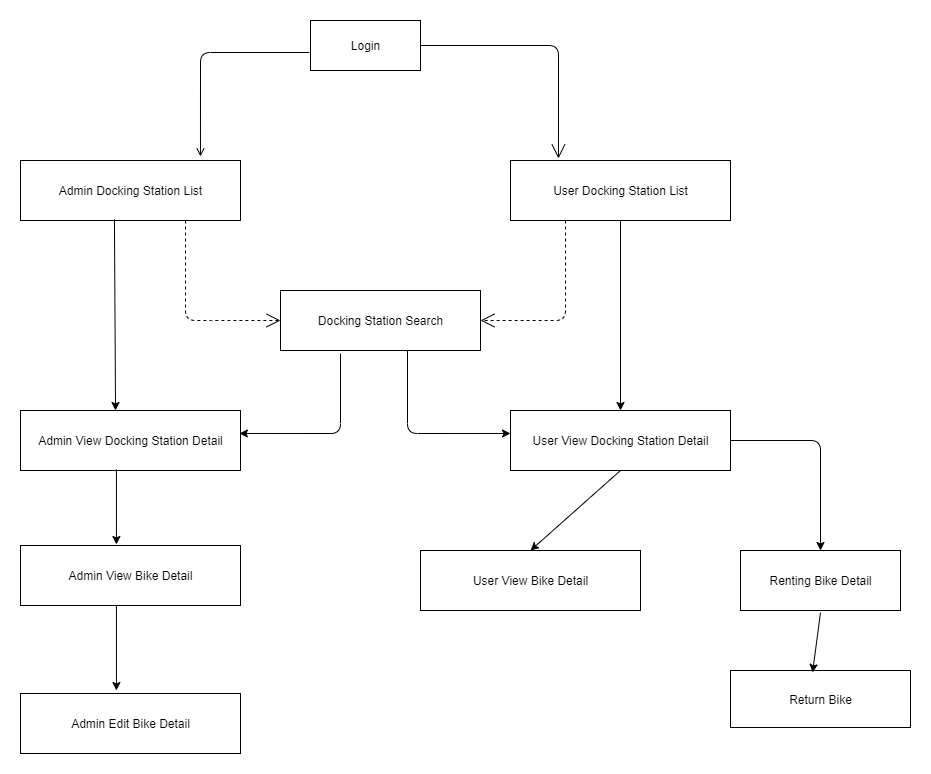 Login
Admin Docking Station List
User Docking Station List
Docking Station Search
Admin View Docking Station Detail
User View Docking Station Detail
Admin View Bike Detail
User View Bike Detail
Renting Bike Detail
Return Bike
Admin Edit Bike Detail